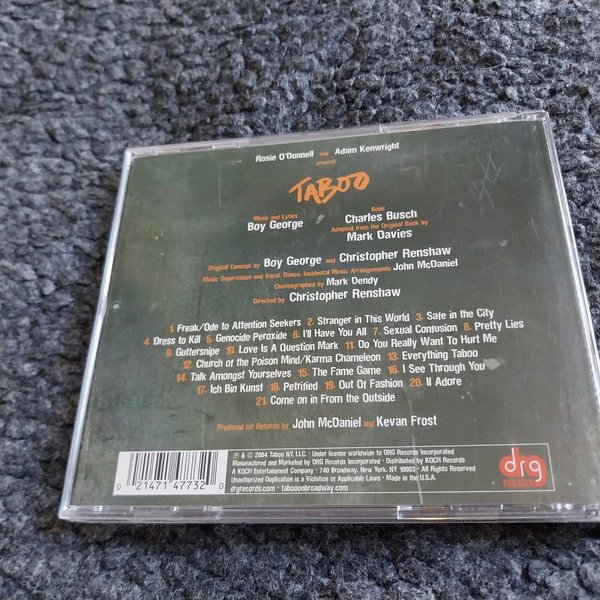 Rosie O'Donnell and Adam Kenwright
present
TABOO
Music and Lyrics
Boy George
Book
Charles Busch
Adapted from the Original Book by
Mark Davies
Original Concept by Boy George and Christopher Renshaw
Music Supervision and Vocal, Dance, Incidental Music Arrangements John McDaniel
Choreographed by Mark Dendy
Directed by Christopher Renshaw
1. Freak/Ode to Attention Seekers 2. Stranger in This World 3. Safe in the City
4. Dress to Kill 5. Genocide Peroxide 6. I'll Have You All 7. Sexual Confusion 8. Pretty Lies
9. Guttersnipe 10. Love Is A Question Mark 11. Do You Really Want To Hurt Me
12. Church of the Poison Mind/Karma Chameleon 13. Everything Taboo
14. Talk Amongst Yourselves 15. The Fame Game 16. I See Through You
17. Ich Bin Kunst 18. Petrified 19. Out Of Fashion 20. Il Adore
21. Come on in From the Outside
Produced for Records by John McDaniel and Kevan Frost
℗ & © 2004 Taboo NY, LLC. · Under license worldwide to DRG Records Incorporated
Manufactured and Marketed by DRG Records Incorporated · Distributed by KOCH Records
A KOCH Entertainment Company · 740 Broadway, New York, NY 10003 · All Rights Reserved
Unauthorized Duplication is a Violation of Applicable Laws · Made in the U.S.A.
drgrecords.com · tabooonbroadway.com
0 21471 47732 0
drg
THEATER